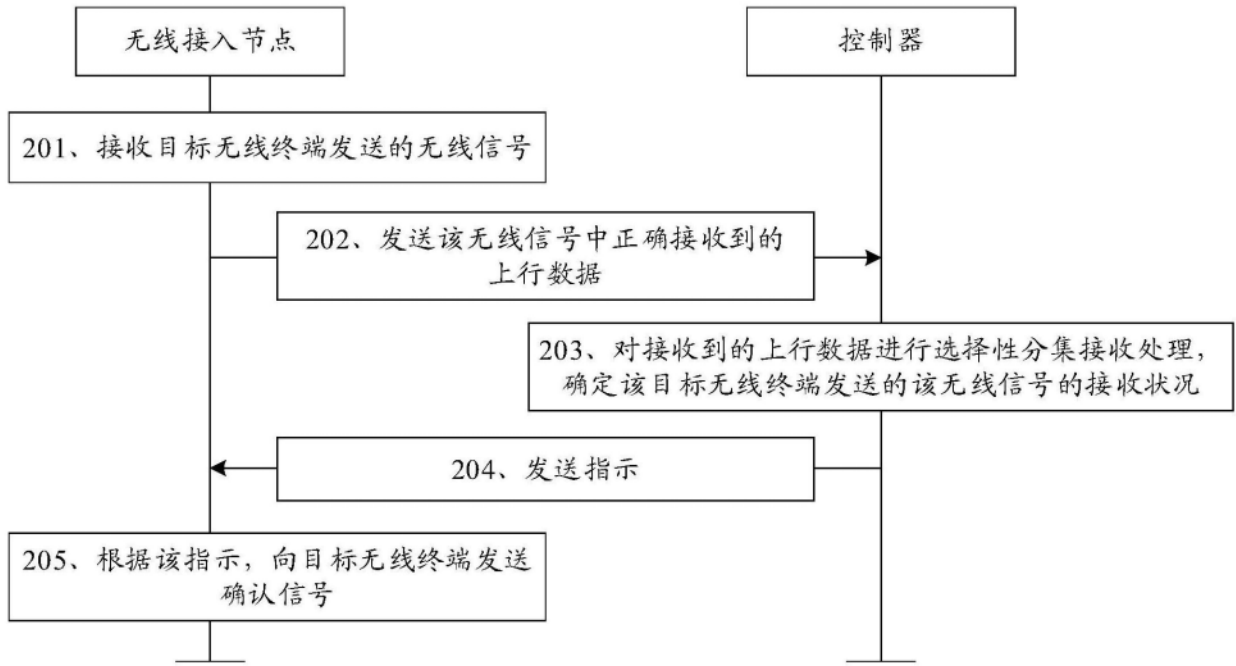 无线接入节点
控制器
201、接收目标无线终端发送的无线信号
202、发送该无线信号中正确接收到的
上行数据
203、对接收到的上行数据进行选择性分集接收处理，
确定该目标无线终端发送的该无线信号的接收状况
204、发送指示
205、根据该指示，向目标无线终端发送
确认信号